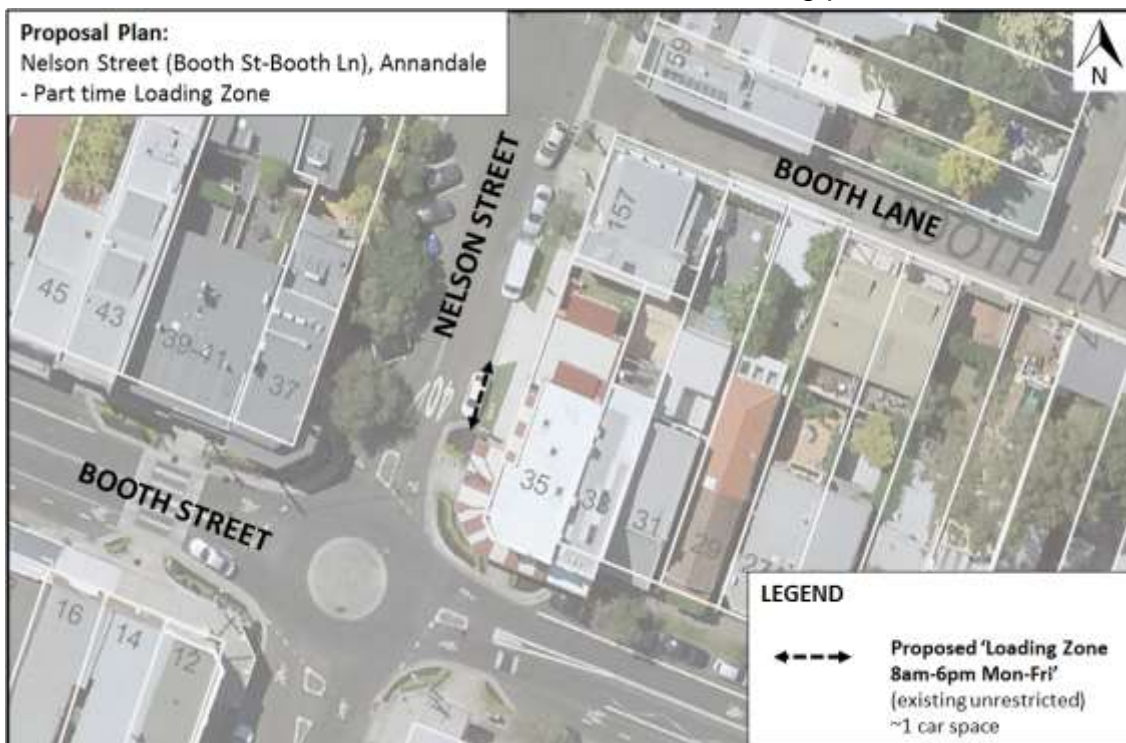 Proposal Plan:
Nelson Street (Booth St-Booth Ln), Annandale
- Part time Loading Zone
N
159
NELSON STREET
BOOTH LANE
BOOTH LN
157
45
43
39-41
37
40
BOOTH STREET
35
31
29
27
16
14
12
LEGEND
Proposed 'Loading Zone
8am-6pm Mon-Fri'
(existing unrestricted)
~1 car space